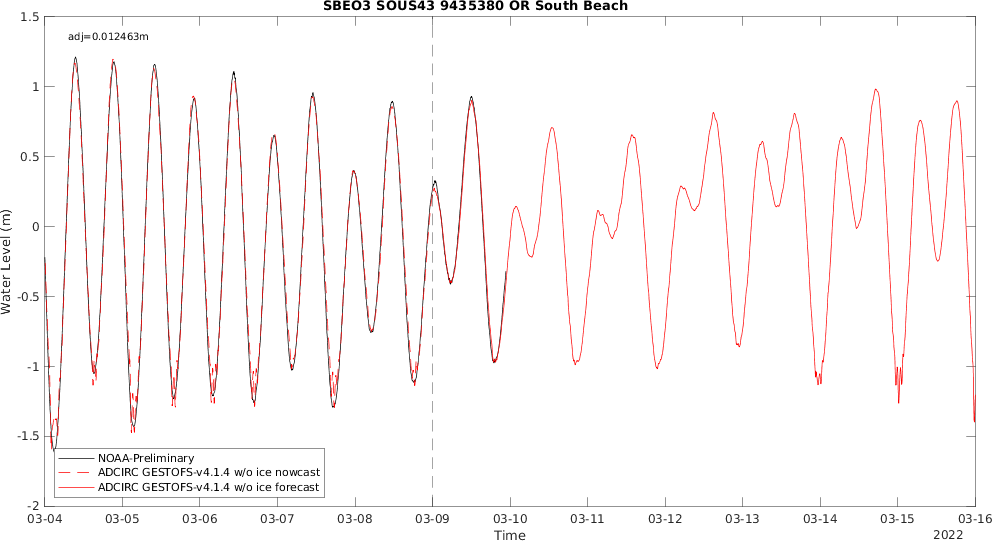 SBEO3 SOUS43 9435380 OR South Beach
adj=0.012463m
1.5
1
0.5
0
-0.5
-1
-1.5
-2
Water Level (m)
NOAA-Preliminary
ADCIRC GESTOFS-v4.1.4 w/o ice nowcast
ADCIRC GESTOFS-v4.1.4 w/o ice forecast
03-04 03-05 03-06 03-07 03-08 03-09 03-10 03-11 03-12 03-13 03-14 03-15 03-16
Time
2022